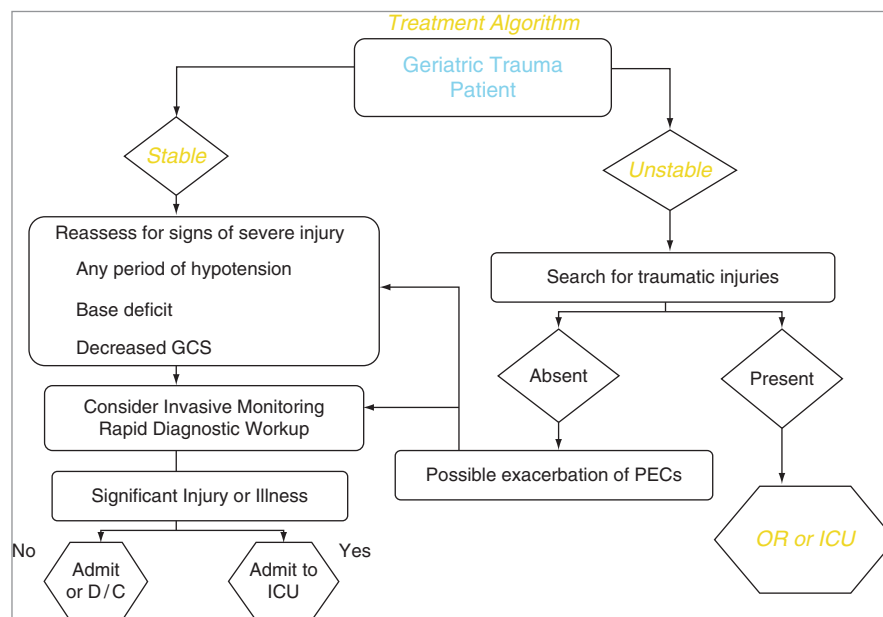 Treatment Algorithm
Geriatric Trauma
Patient
Stable
Unstable
Reassess for signs of severe injury
Any period of hypotension
Base deficit
Decreased GCS
Search for traumatic injuries
Absent
Present
Consider Invasive Monitoring
Rapid Diagnostic Workup
Possible exacerbation of PECs
Significant Injury or Illness
OR or ICU
No
Yes
Admit
or D/C
Admit to
ICU